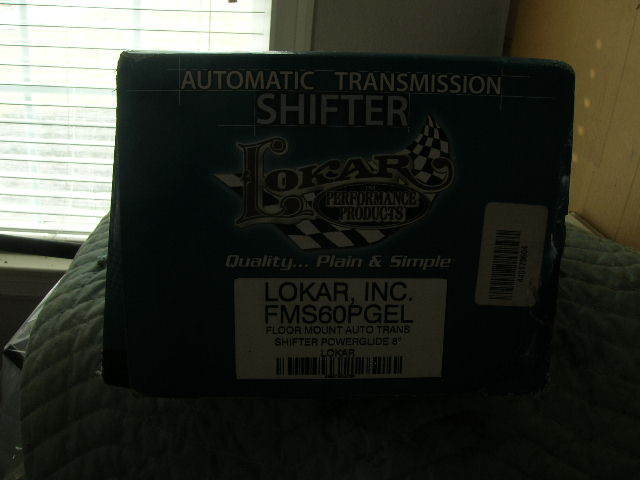 AUTOMATIC TRANSMISSION
SHIFTER
LOKAR
PERFORMANCE
PRODUCTS
Quality... Plain & Simple
LOKAR, INC.
FMS60PGEL
FLOOR MOUNT AUTO TRANS
SHIFTER POWERGLIDE 8"
LOKAR